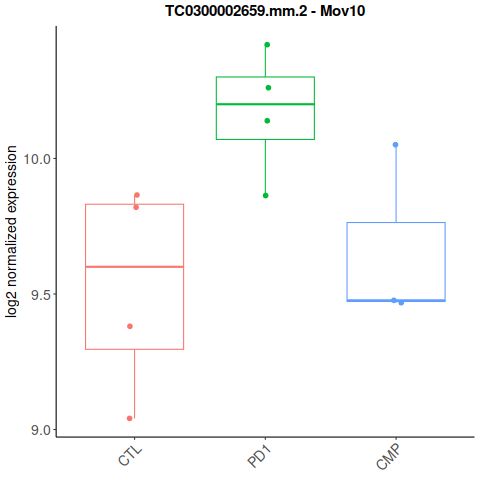 TC0300002659.mm.2 - Mov10
log2 normalized expression
10.0
9.5
9.0
CTL
PD1
CMP